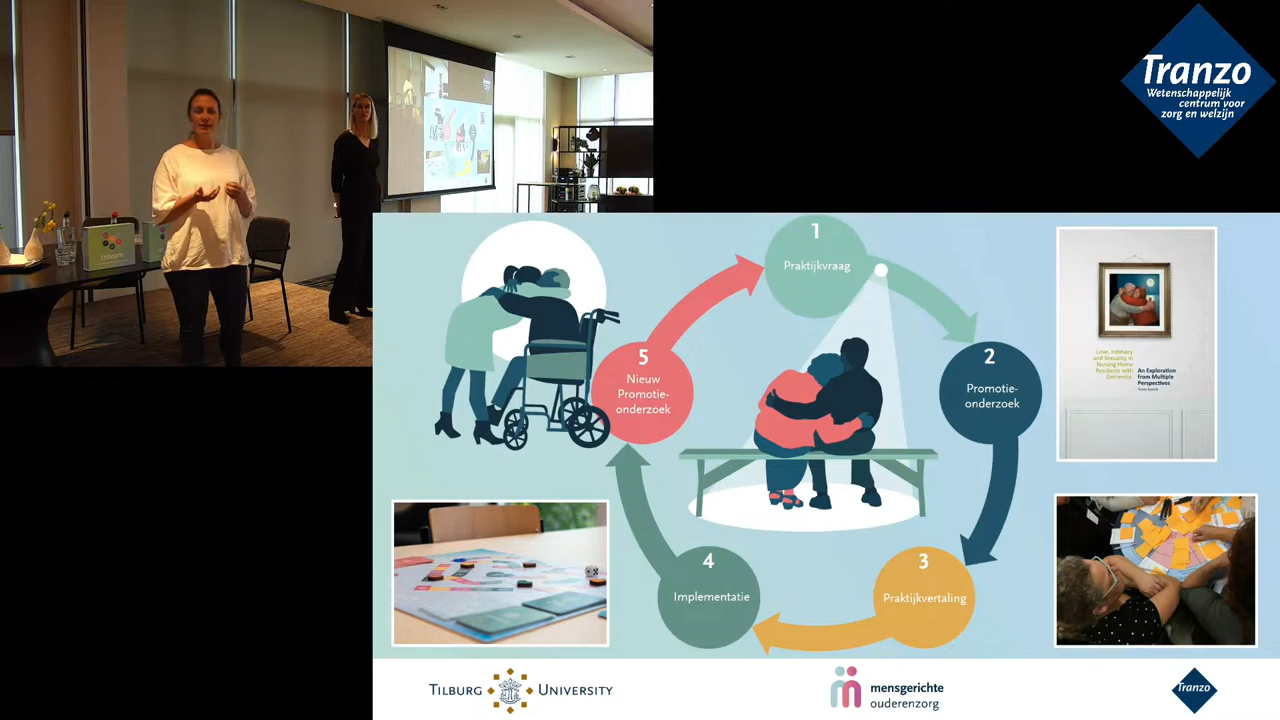 Tranzo
Wetenschappelijk
centrum voor
zorg en welzijn
Inteam
1
Praktijkvraag
2
Promotie-
onderzoek
3
Praktijkvertaling
4
Implementatie
5
Nieuw
Promotie-
onderzoek
Love, Intimacy
and Sexuality in
Nursing Home
Residents with
Dementia:
An Exploration
from Multiple
Perspectives
TILBURG UNIVERSITY
mensgerichte
ouderenzorg
Tranzo